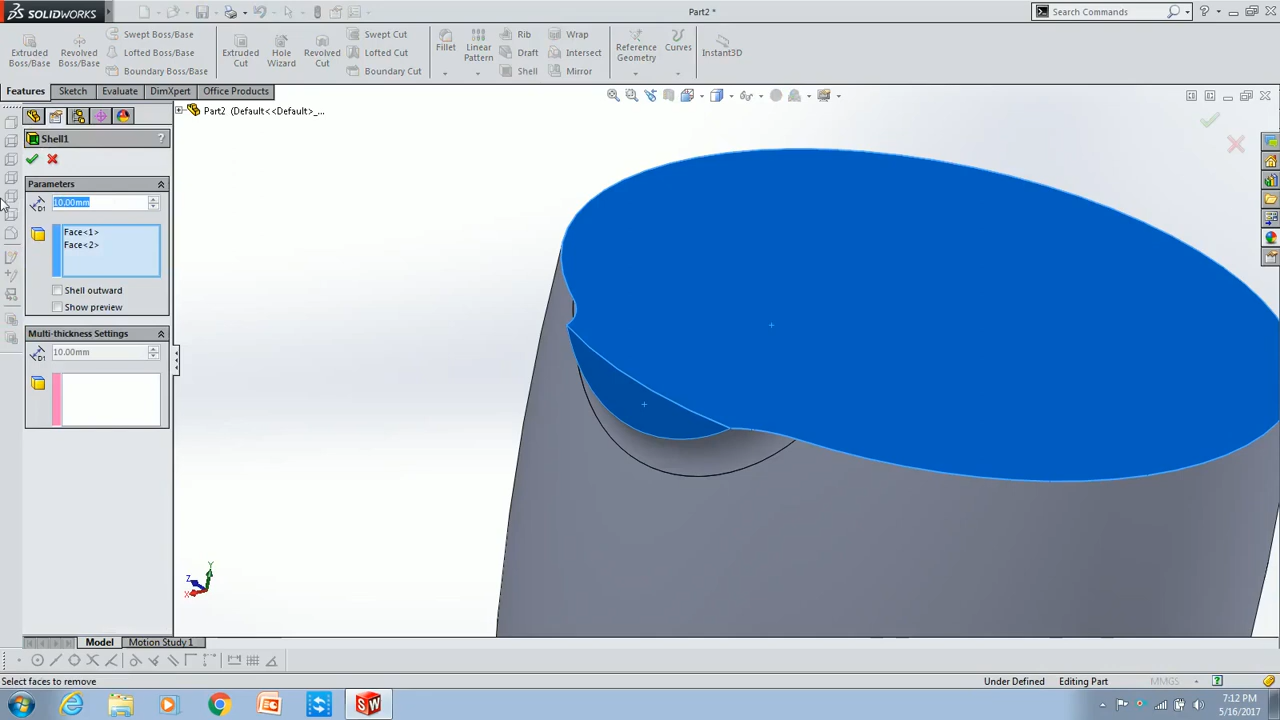 SOLIDWORKS
Part2 *
Search Commands
Extruded Boss/Base
Revolved Boss/Base
Swept Boss/Base
Lofted Boss/Base
Boundary Boss/Base
Extruded Cut
Hole Wizard
Revolved Cut
Swept Cut
Lofted Cut
Boundary Cut
Fillet
Linear Pattern
Rib
Draft
Shell
Wrap
Intersect
Mirror
Reference Geometry
Curves
Instant3D
Features
Sketch
Evaluate
DimXpert
Office Products
Part2 (Default<<Default>_...
Shell1
?
Parameters
D1
10.00mm
Face<1>
Face<2>
Shell outward
Show preview
Multi-thickness Settings
D1
10.00mm
Y
Z
X
Model
Motion Study 1
Select faces to remove
Under Defined
Editing Part
MMGS
?
SW
7:12 PM
5/16/2017